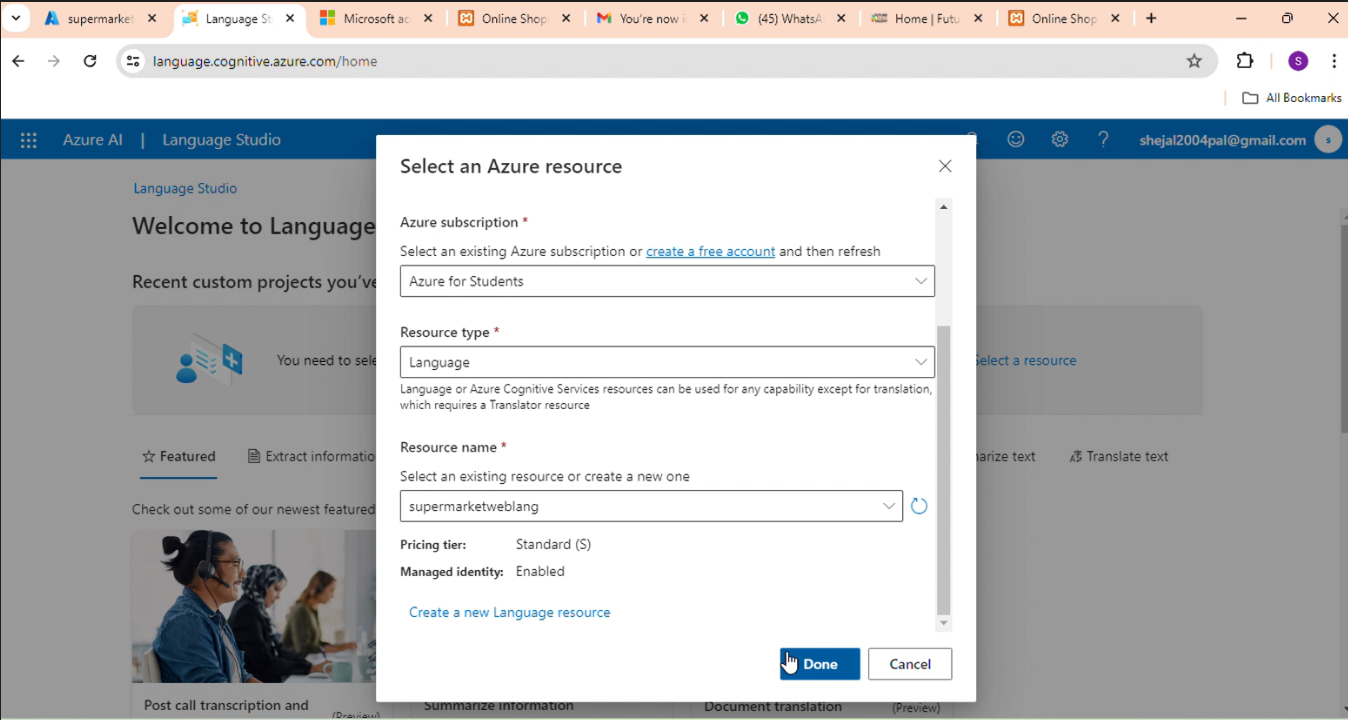 supermarket
Language St
Microsoft ac
Online Shop
You're now i
(45) WhatsA
Home | Futu
Online Shop
language.cognitive.azure.com/home
S
All Bookmarks
Azure AI | Language Studio
? shejal2004pal@gmail.com s
Language Studio
Welcome to Language
Recent custom projects you've
You need to sele
Select a resource
Featured
Extract informatio
narize text
Translate text
Check out some of our newest featured
Post call transcription and
(Preview)
Summarize information
Document translation
(Preview)
Select an Azure resource
Azure subscription *
Select an existing Azure subscription or create a free account and then refresh
Azure for Students
Resource type *
Language
Language or Azure Cognitive Services resources can be used for any capability except for translation,
which requires a Translator resource
Resource name *
Select an existing resource or create a new one
supermarketweblang
Pricing tier: Standard (S)
Managed identity: Enabled
Create a new Language resource
Done
Cancel